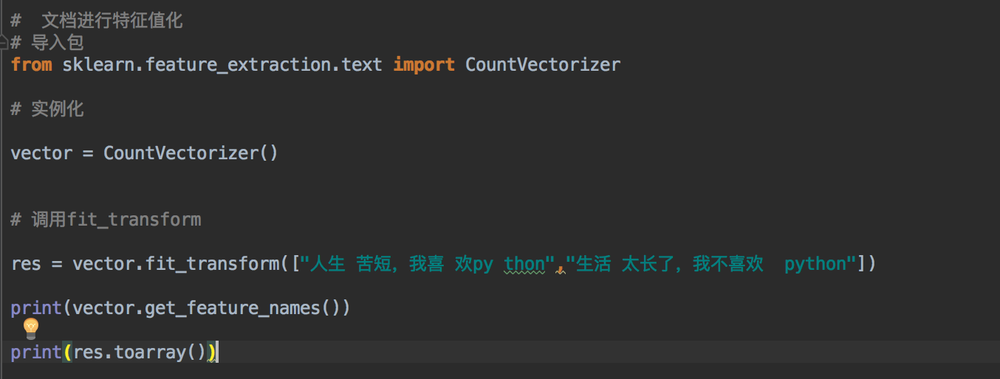 #  文档进行特征值化
# 导入包
from sklearn.feature_extraction.text import CountVectorizer
# 实例化
vector = CountVectorizer()
# 调用fit_transform
res = vector.fit_transform(["人生 苦短，我喜 欢py thon","生活 太长了，我不喜欢  python"])
print(vector.get_feature_names())
print(res.toarray())